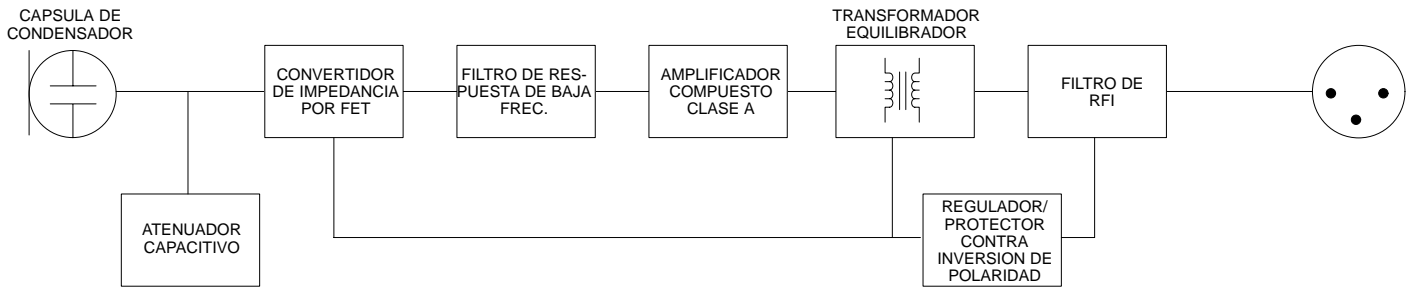 CAPSULA DE
CONDENSADOR
CONVERTIDOR
DE IMPEDANCIA
POR FET
FILTRO DE RES-
PUESTA DE BAJA
FREC.
AMPLIFICADOR
COMPUESTO
CLASE A
TRANSFORMADOR
EQUILIBRADOR
FILTRO DE
RFI
ATENUADOR
CAPACITIVO
REGULADOR/
PROTECTOR
CONTRA
INVERSION DE
POLARIDAD